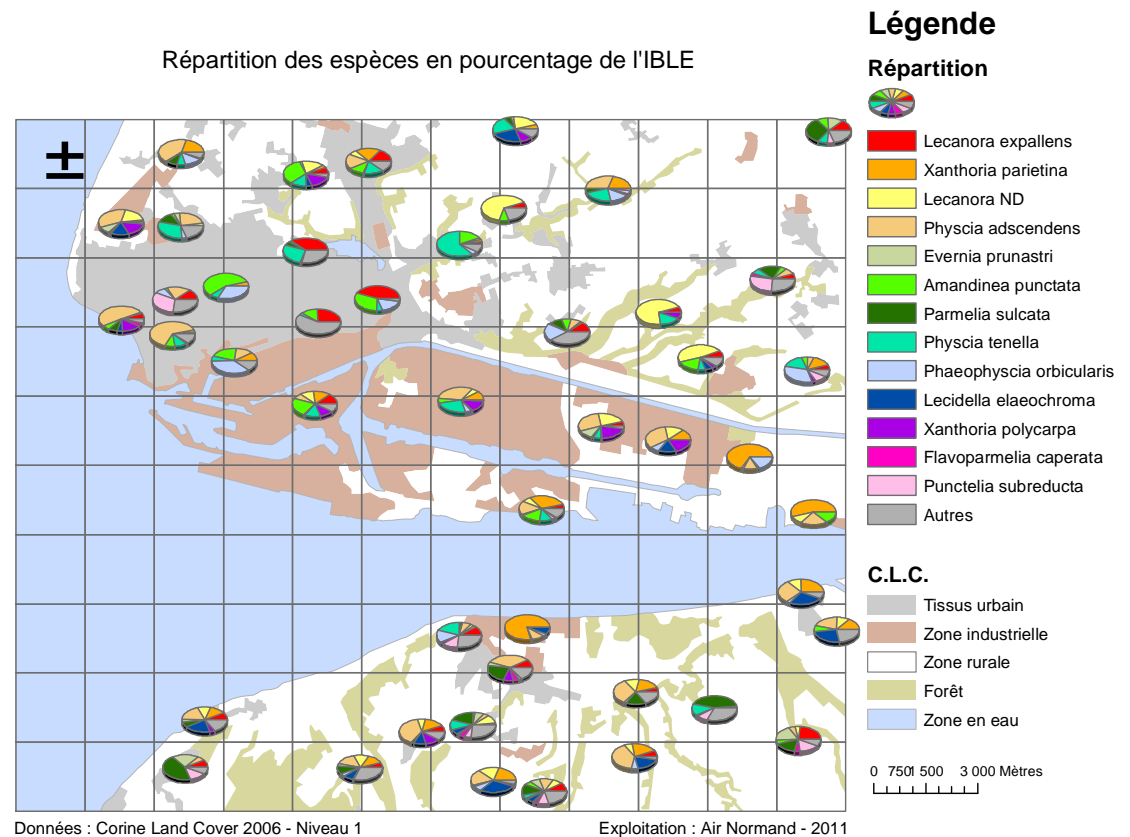 Répartition des espèces en pourcentage de l'IBLE
Légende
Répartition
Lecanora expallens
Xanthoria parietina
Lecanora ND
Physcia adscendens
Evernia prunastri
Amandinea punctata
Parmelia sulcata
Physcia tenella
Phaeophyscia orbicularis
Lecidella elaeochroma
Xanthoria polycarpa
Flavoparmelia caperata
Punctelia subreducta
Autres
C.L.C.
Tissus urbain
Zone industrielle
Zone rurale
Forêt
Zone en eau
0 750 1 500 3 000 Mètres
Données : Corine Land Cover 2006 - Niveau 1 Exploitation : Air Normand - 2011